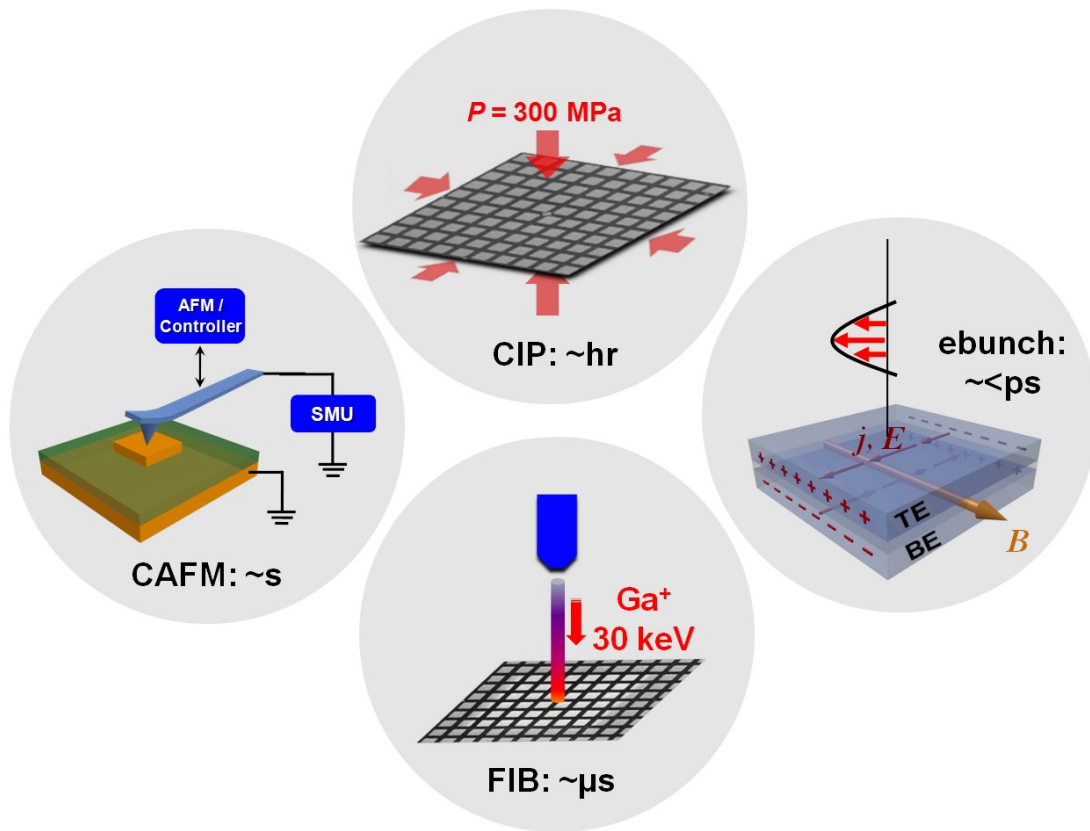 P = 300 MPa
CIP: ~hr
AFM /
Controller
SMU
CAFM: ~s
ebunch:
~<ps
j, E
TE
BE
B
Ga⁺
30 keV
FIB: ~µs